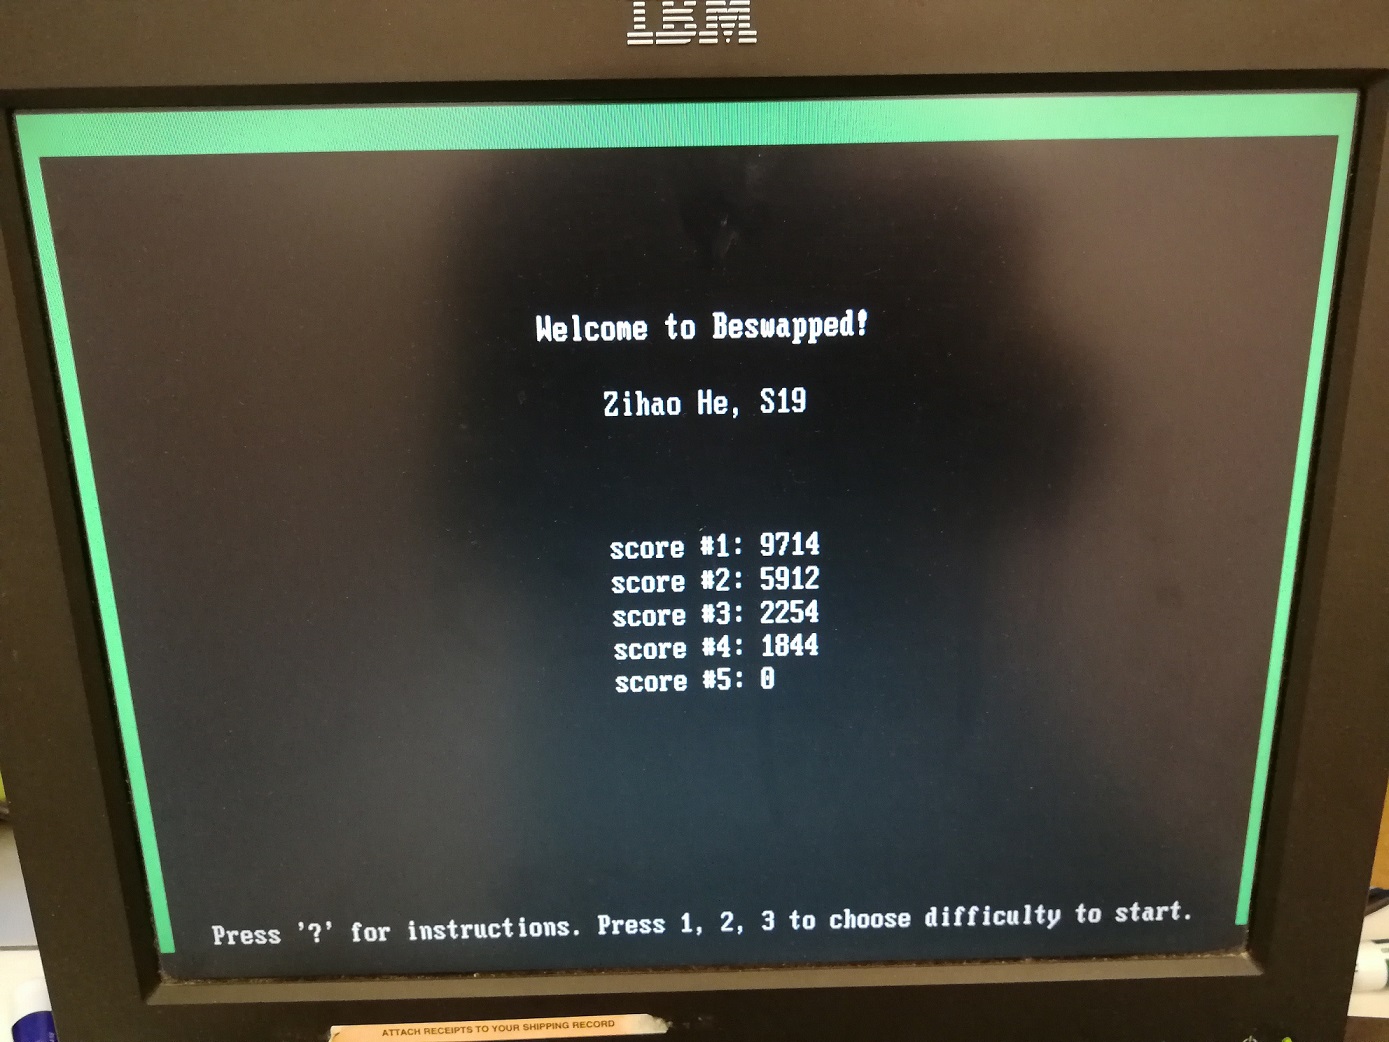 IBM
Welcome to Beswapped!
Zihao He, S19
score #1: 9714
score #2: 5912
score #3: 2254
score #4: 1844
score #5: 0
Press '?' for instructions. Press 1, 2, 3 to choose difficulty to start.
ATTACH RECEIPTS TO YOUR SHIPPING RECORD